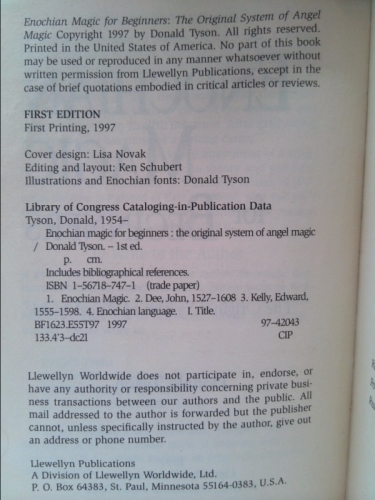 Enochian Magic for Beginners: The Original System of Angel
Magic Copyright 1997 by Donald Tyson. All rights reserved.
Printed in the United States of America. No part of this book
may be used or reproduced in any manner whatsoever without
written permission from Llewellyn Publications, except in the
case of brief quotations embodied in critical articles or reviews.
FIRST EDITION
First Printing, 1997
Cover design: Lisa Novak
Editing and layout: Ken Schubert
Illustrations and Enochian fonts: Donald Tyson
Library of Congress Cataloging-in-Publication Data
Tyson, Donald, 1954–
Enochian magic for beginners : the original system of angel magic
/ Donald Tyson. – 1st ed.
p. cm.
Includes bibliographical references.
ISBN 1–56718–747–1 (trade paper)
1. Enochian Magic. 2. Dee, John, 1527–1608 3. Kelly, Edward,
1555–1598. 4. Enochian language. I. Title.
BF1623.E55T97 1997 97–42043
133.4'3–dc21 CIP
Llewellyn Worldwide does not participate in, endorse, or
have any authority or responsibility concerning private busi-
ness transactions between our authors and the public. All
mail addressed to the author is forwarded but the publisher
cannot, unless specifically instructed by the author, give out
an address or phone number.
Llewellyn Publications
A Division of Llewellyn Worldwide, Ltd.
P. O. Box 64383, St. Paul, Minnesota 55164-0383, U.S.A.